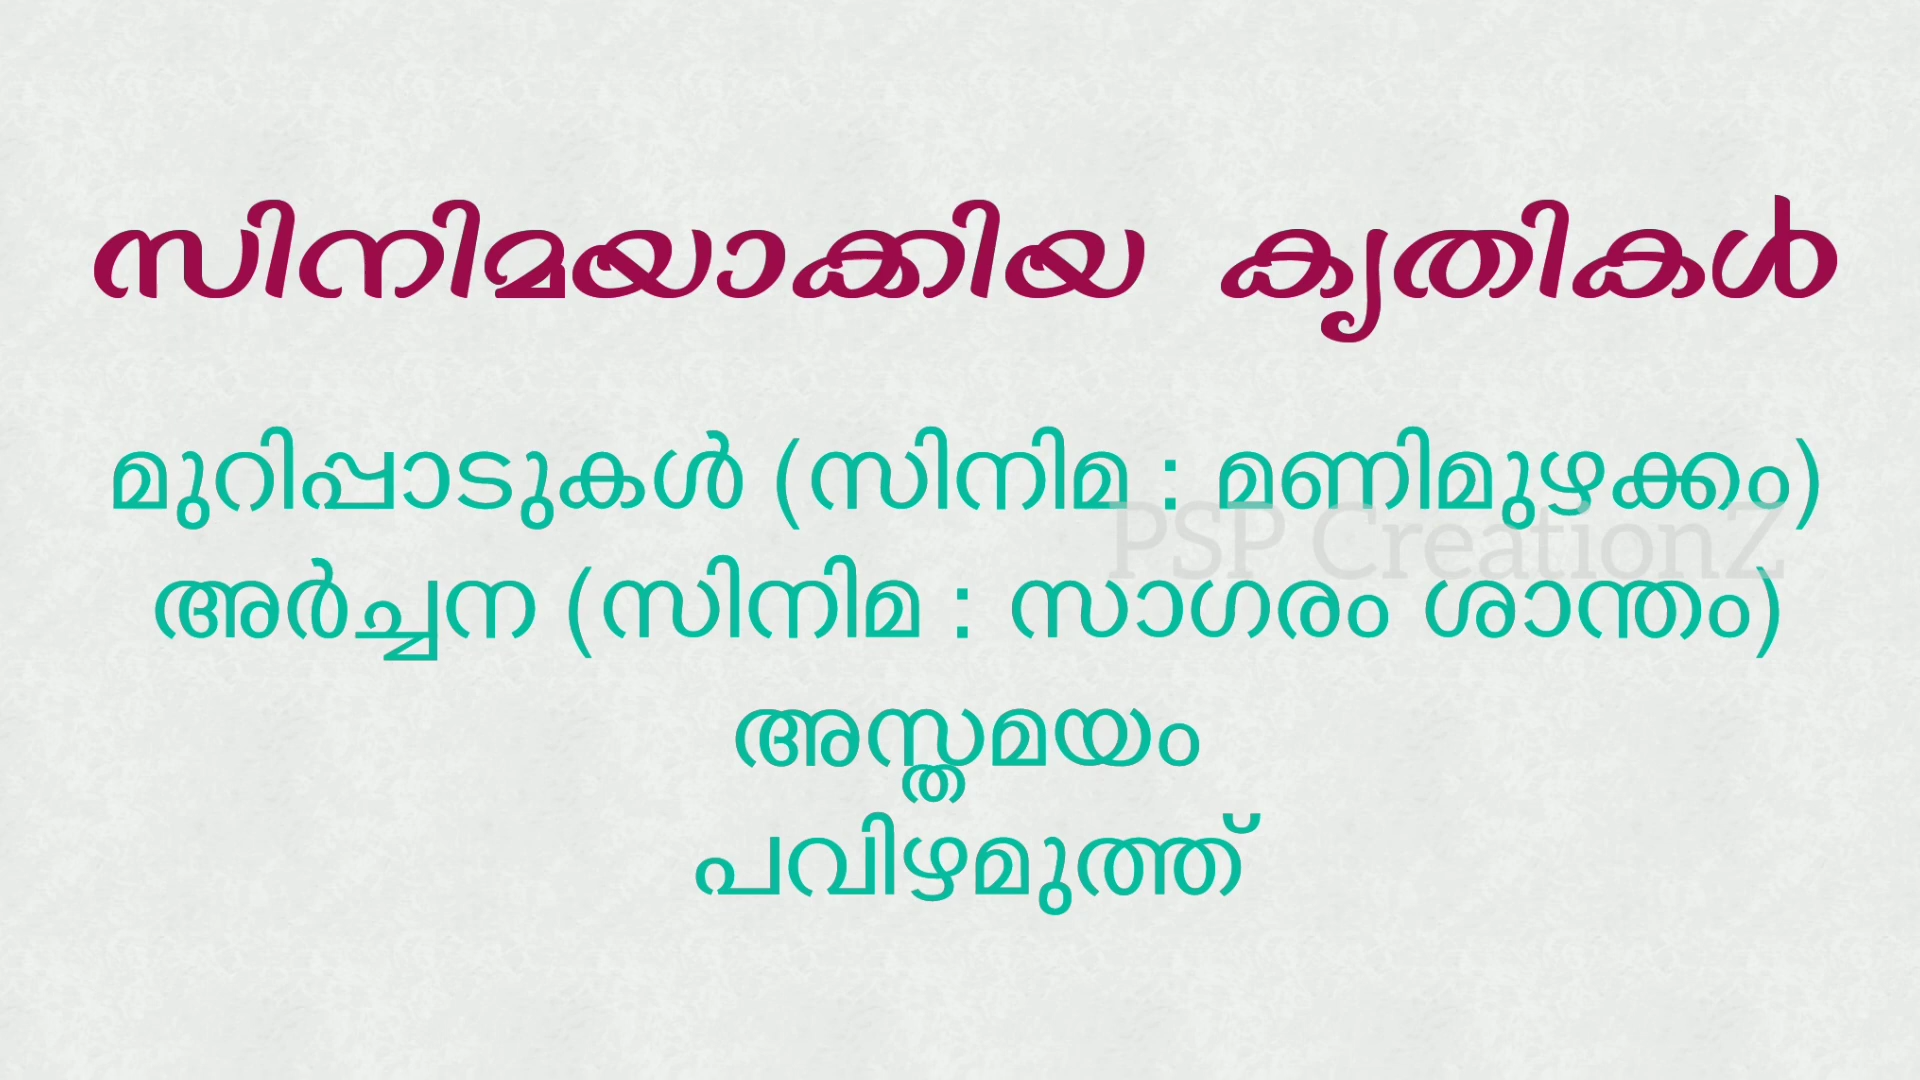 സിനിമയാക്കിയ കൃതികൾ
മുറിപ്പാടുകൾ (സിനിമ : മണിമുഴക്കം)
PSP CreationZ
അർച്ചന (സിനിമ : സാഗരം ശാന്തം)
അസ്തമയം
പവിഴമുത്ത്